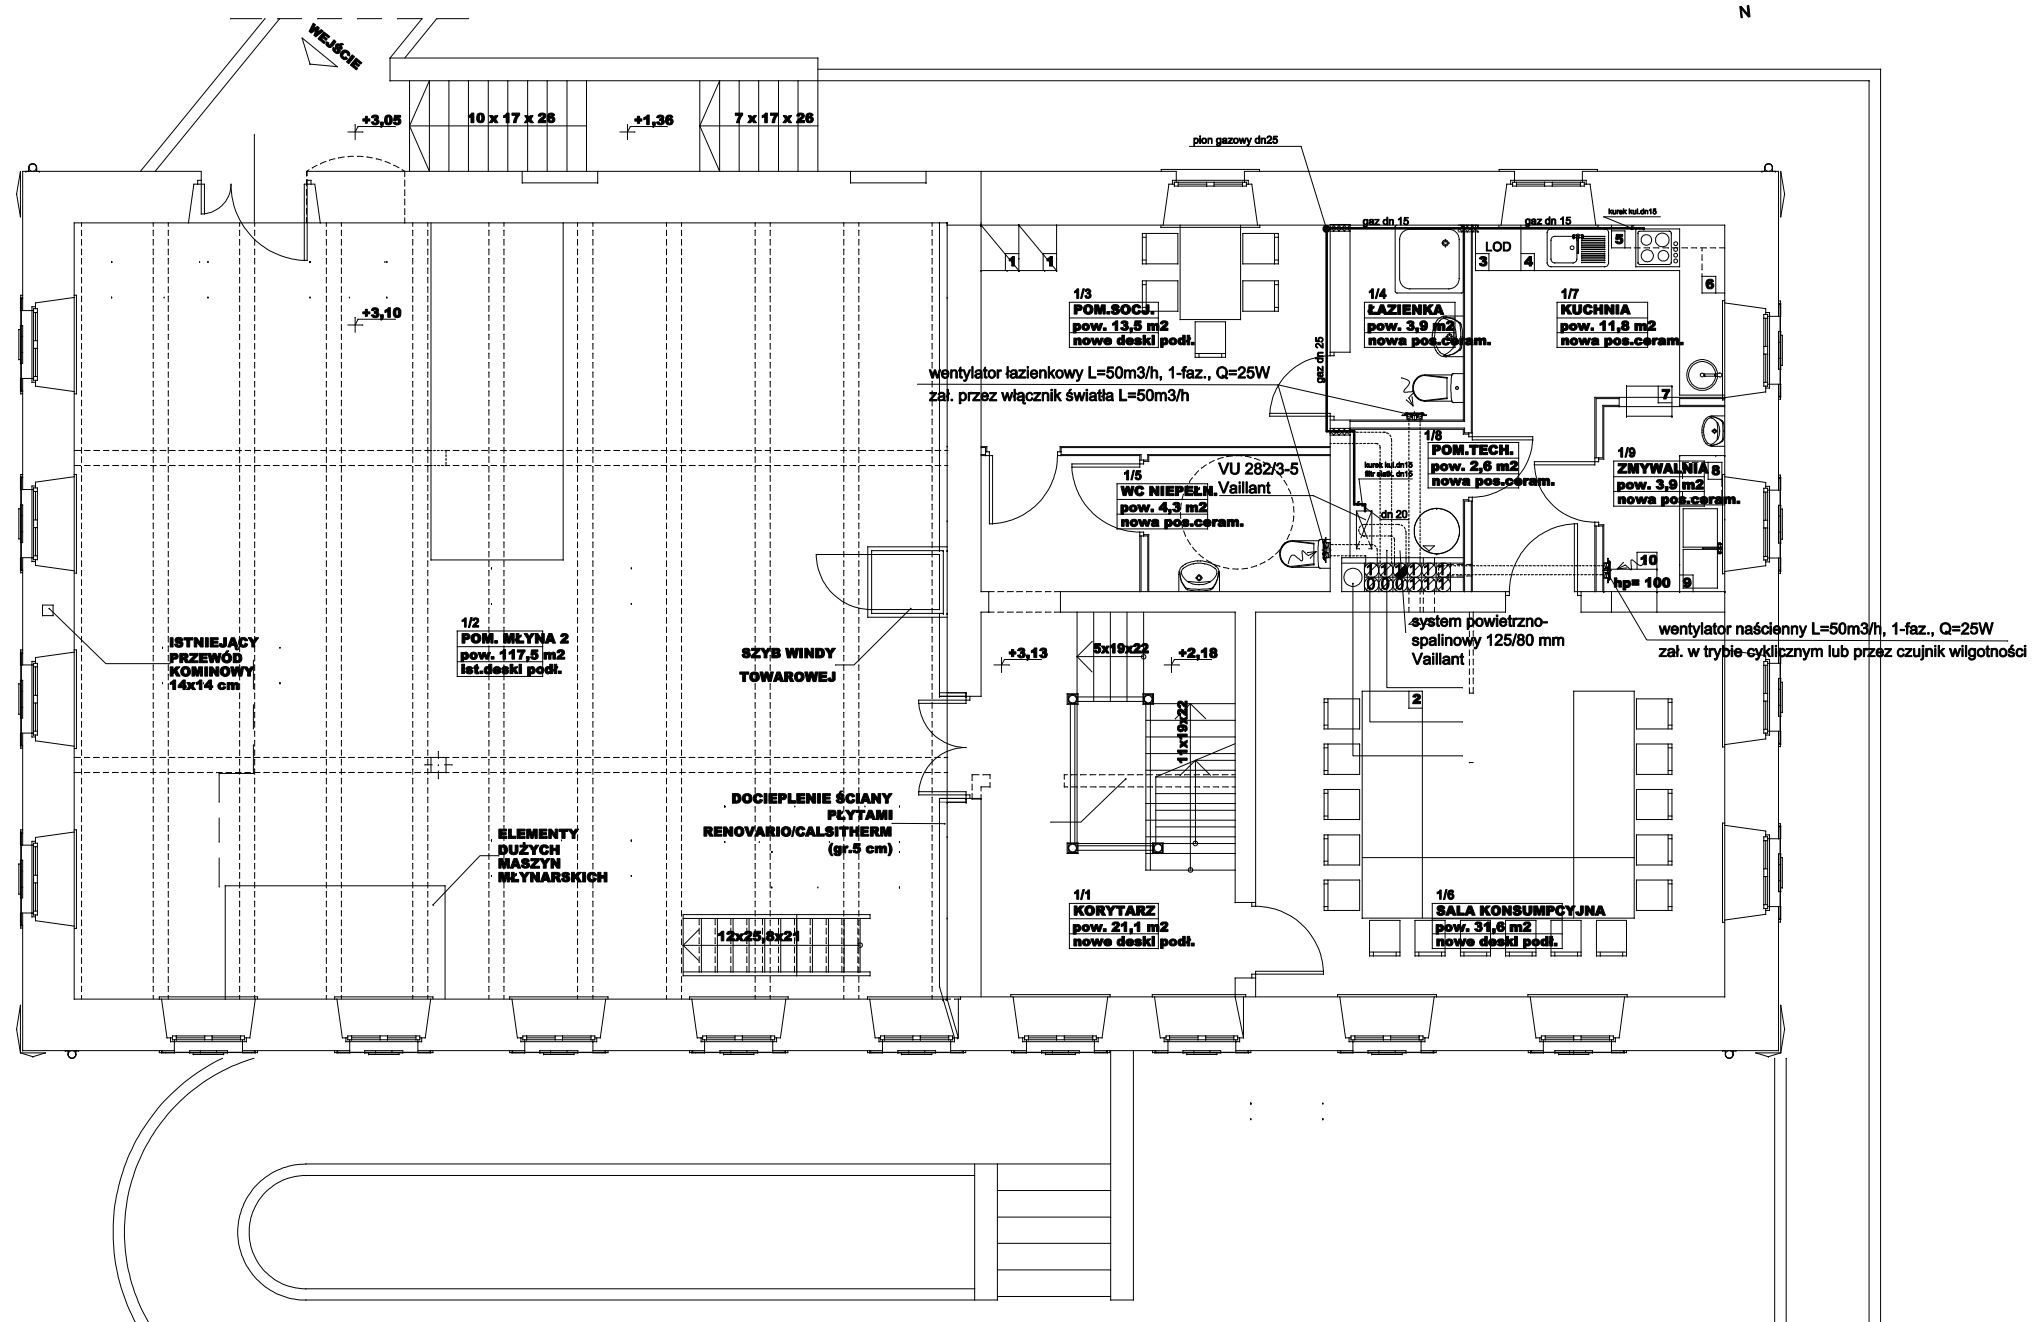 N
WEJŚCIE
+3,05
10 x 17 x 26
+1,36
7 x 17 x 26
pion gazowy dn25
gaz dn 15
gaz dn 15
kurek kul.dn15
1
1
LOD
3
4
5
6
+3,10
1/3
POM.SOCJ.
pow. 13,5 m2
nowe deski podł.
1/4
ŁAZIENKA
pow. 3,9 m2
nowa pos.ceram.
1/7
KUCHNIA
pow. 11,8 m2
nowa pos.ceram.
gaz dn 25
wentylator łazienkowy L=50m3/h, 1-faz., Q=25W
zał. przez włącznik światła L=50m3/h
7
1/8
POM.TECH.
pow. 2,6 m2
nowa pos.ceram.
kurek kul.dn15
filtr siatk. dn15
1/9
ZMYWALNIA
pow. 3,9 m2
nowa pos.ceram.
8
1/5
WC NIEPEŁN.
pow. 4,3 m2
nowa pos.ceram.
VU 282/3-5
Vaillant
dn 20
10
hp= 100
9
system powietrzno-
spalinowy 125/80 mm
Vaillant
wentylator naścienny L=50m3/h, 1-faz., Q=25W
zał. w trybie cyklicznym lub przez czujnik wilgotności
ISTNIEJĄCY
PRZEWÓD
KOMINOWY
14x14 cm
1/2
POM. MŁYNA 2
pow. 117,5 m2
ist.deski podł.
SZYB WINDY
TOWAROWEJ
+3,13
5x19x22
+2,18
11x19x22
2
DOCIEPLENIE ŚCIANY
PŁYTAMI
RENOVARIO/CALSITHERM
(gr.5 cm)
ELEMENTY
DUŻYCH
MASZYN
MŁYNARSKICH
12x25,8x21
1/1
KORYTARZ
pow. 21,1 m2
nowe deski podł.
1/6
SALA KONSUMPCYJNA
pow. 31,6 m2
nowe deski podł.